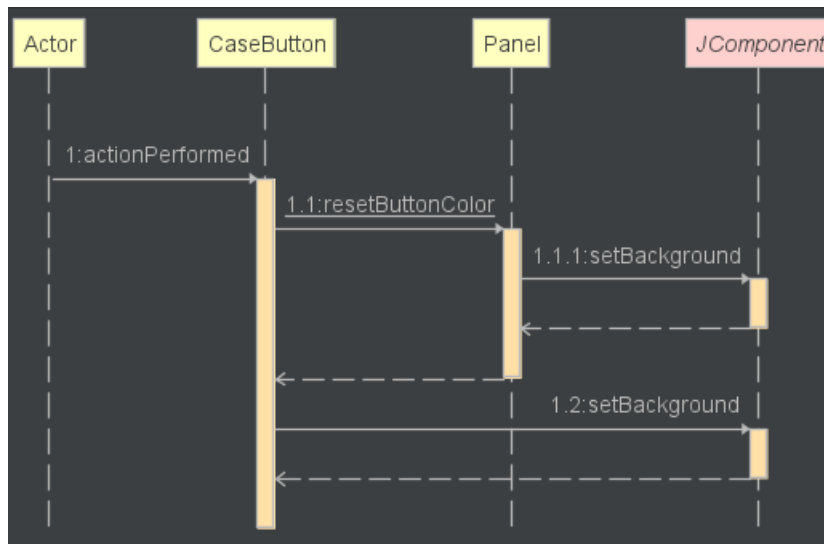 Actor
CaseButton
Panel
JComponent
1:actionPerformed
1.1:resetButtonColor
1.1.1:setBackground
1.2:setBackground